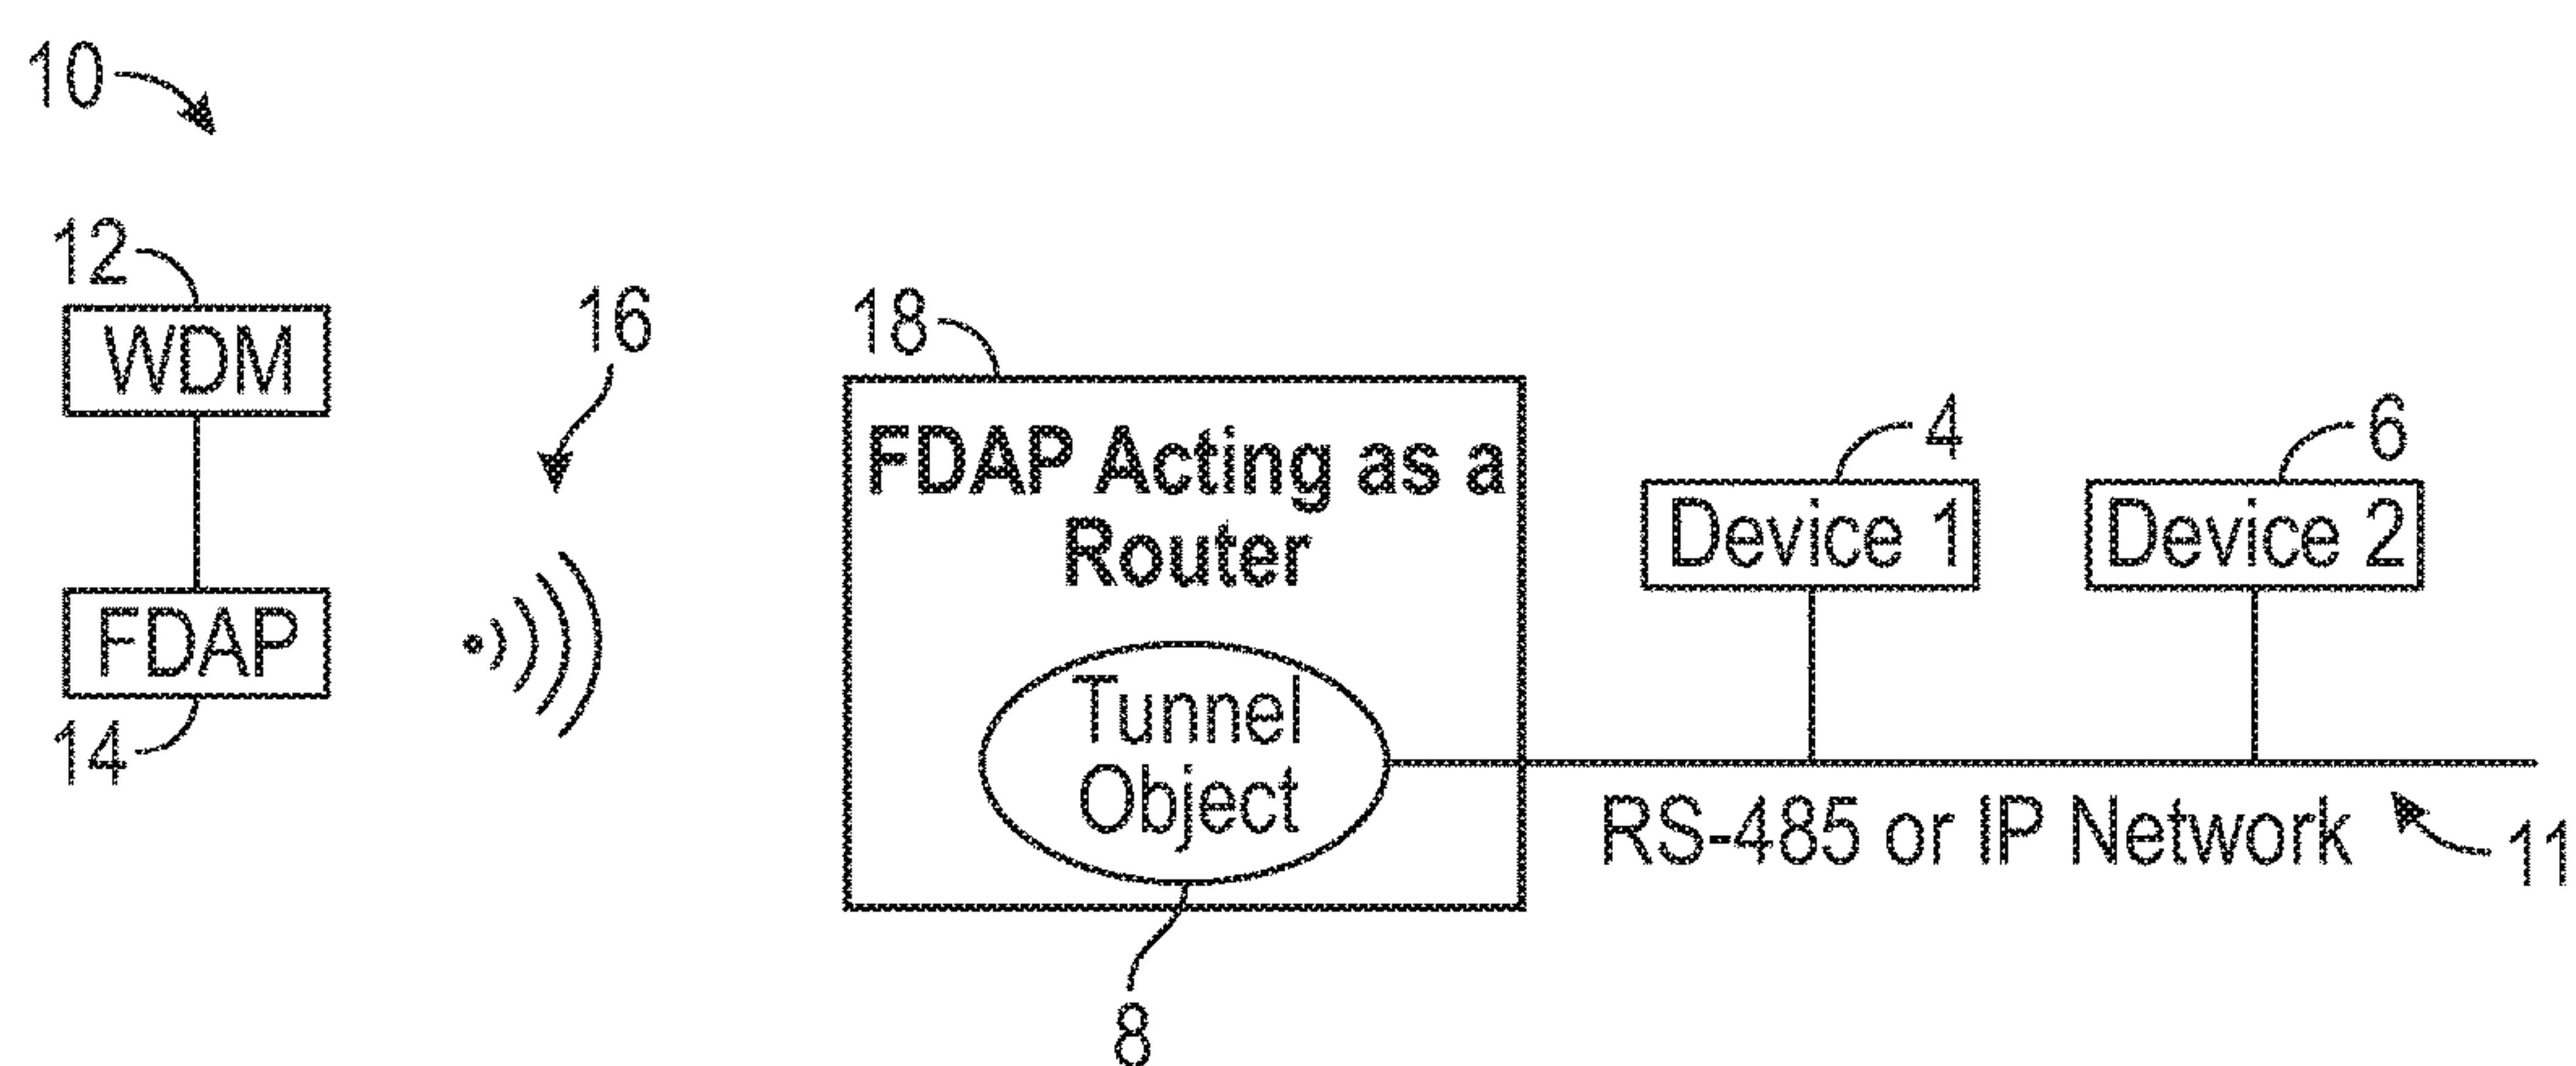 10
12
WDM
16
18
FDAP Acting as a
Router
4
6
Device 1
Device 2
FDAP
14
Tunnel
Object
RS-485 or IP Network
11
8